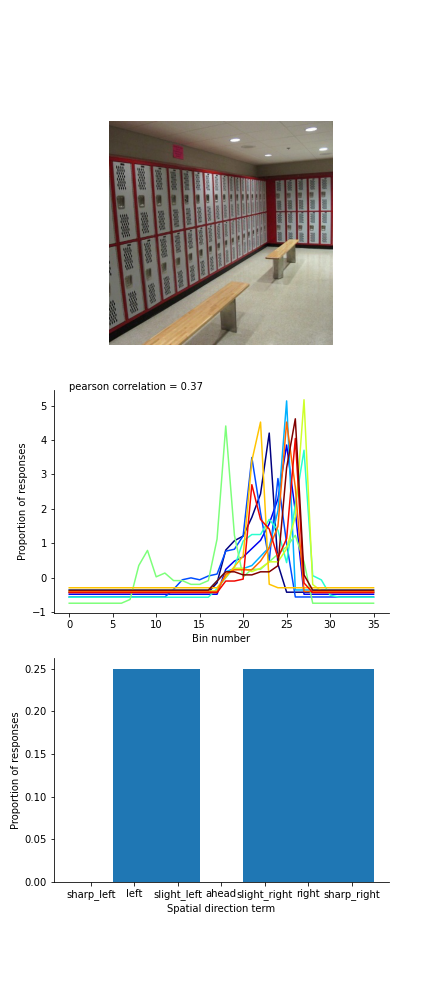 pearson correlation = 0.37
Proportion of responses
5
4
3
2
1
0
−1
0 5 10 15 20 25 30 35
Bin number
Proportion of responses
0.25
0.20
0.15
0.10
0.05
0.00
sharp_left left slight_left ahead slight_right right sharp_right
Spatial direction term